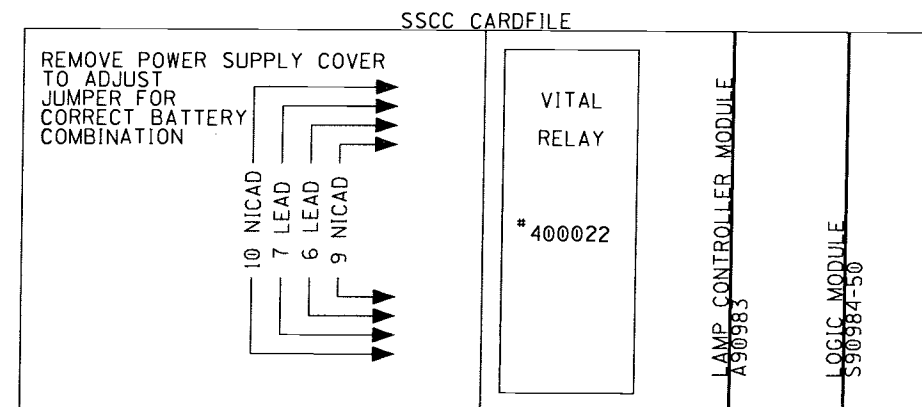 SSCC CARDFILE
REMOVE POWER SUPPLY COVER
TO ADJUST
JUMPER FOR
CORRECT BATTERY
COMBINATION
10 NICAD
7 LEAD
6 LEAD
9 NICAD
VITAL
RELAY
#400022
LAMP CONTROLLER MODULE
A90983
LOGIC MODULE
S90984-50